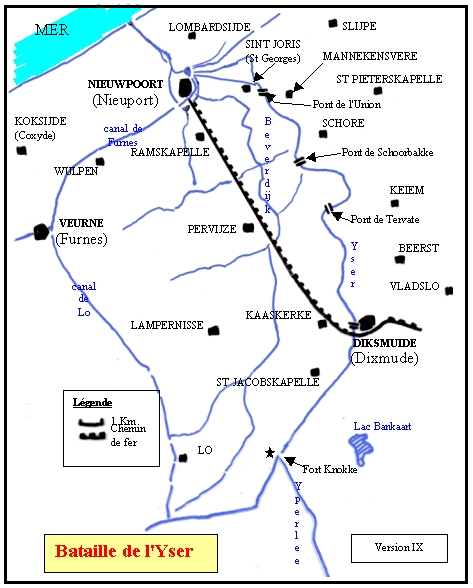 MER
LOMBARDSIJDE
SLIJPE
SINT JORIS
(St Georges)
MANNEKENSVERE
NIEUWPOORT
(Nieuport)
ST PIETERSKAPELLE
Pont de l'Union
KOKSIJDE
(Coxyde)
canal de
Furnes
Beverdijk
SCHORE
RAMSKAPELLE
Pont de Schoorbakke
WULPEN
KEIEM
VEURNE
(Furnes)
PERVIJZE
Pont de Tervate
Yser
BEERST
canal
de
Lo
VLADSLO
LAMPERNISSE
KAASKERKE
DIKSMUIDE
(Dixmude)
ST JACOBSKAPELLE
Légende
1 Km.
Chemin
de fer
Lac Bankaart
LO
Fort Knokke
Yperlee
Bataille de l'Yser
Version IX